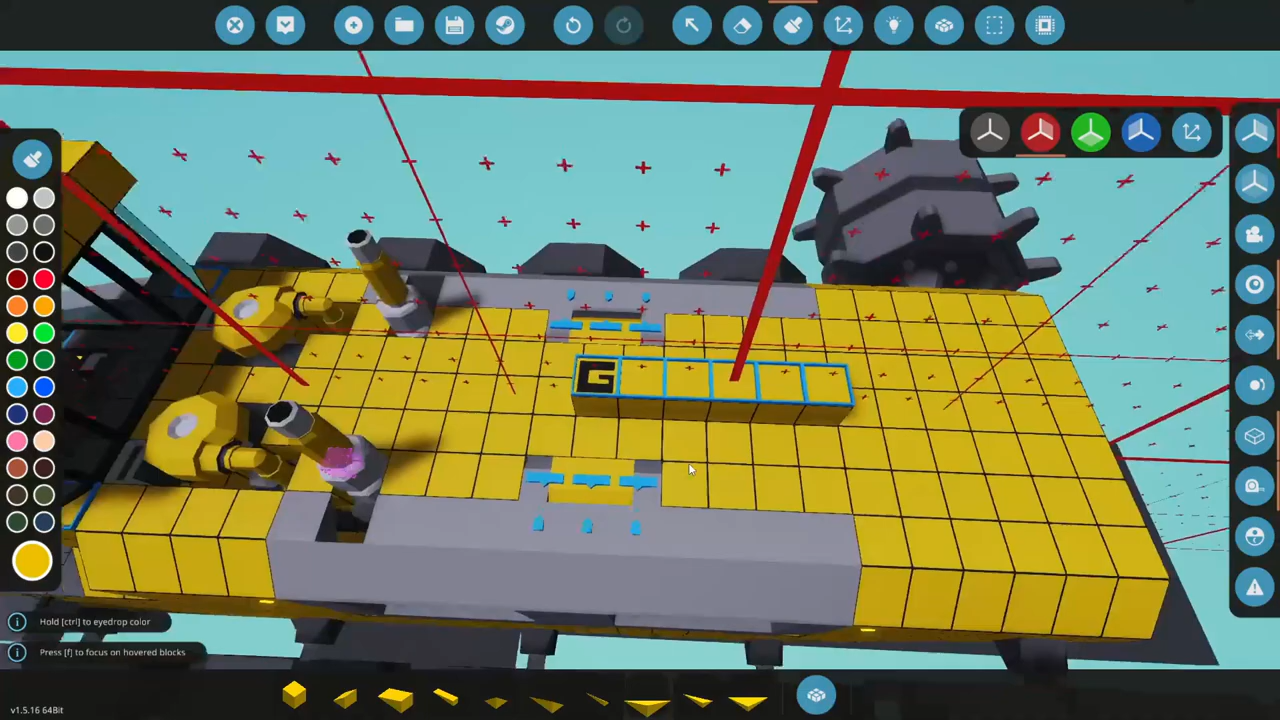 G
Hold [ctrl] to eyedrop color
Press [f] to focus on hovered blocks
v1.5.16 64Bit